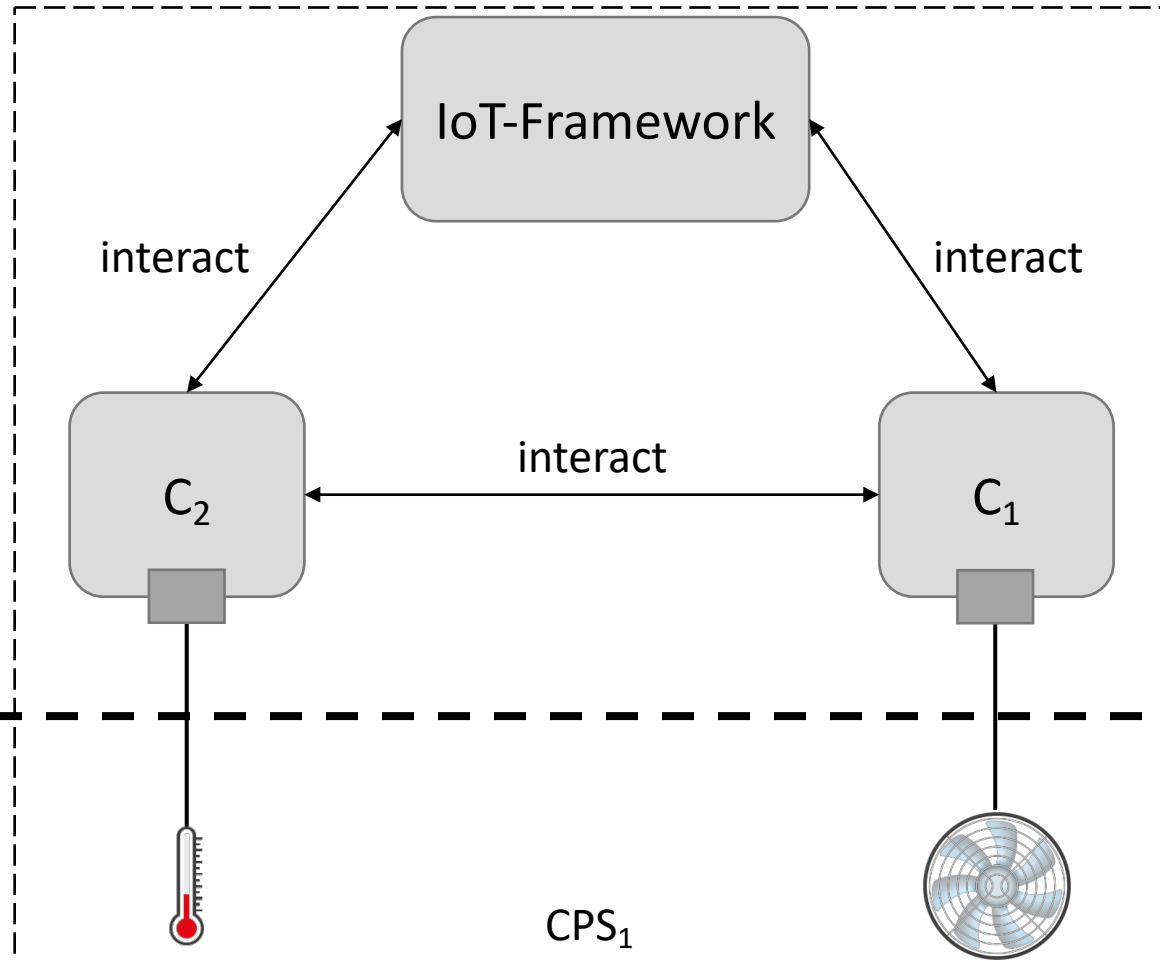 IoT-Framework
interact
interact
interact
C₂
C₁
CPS₁